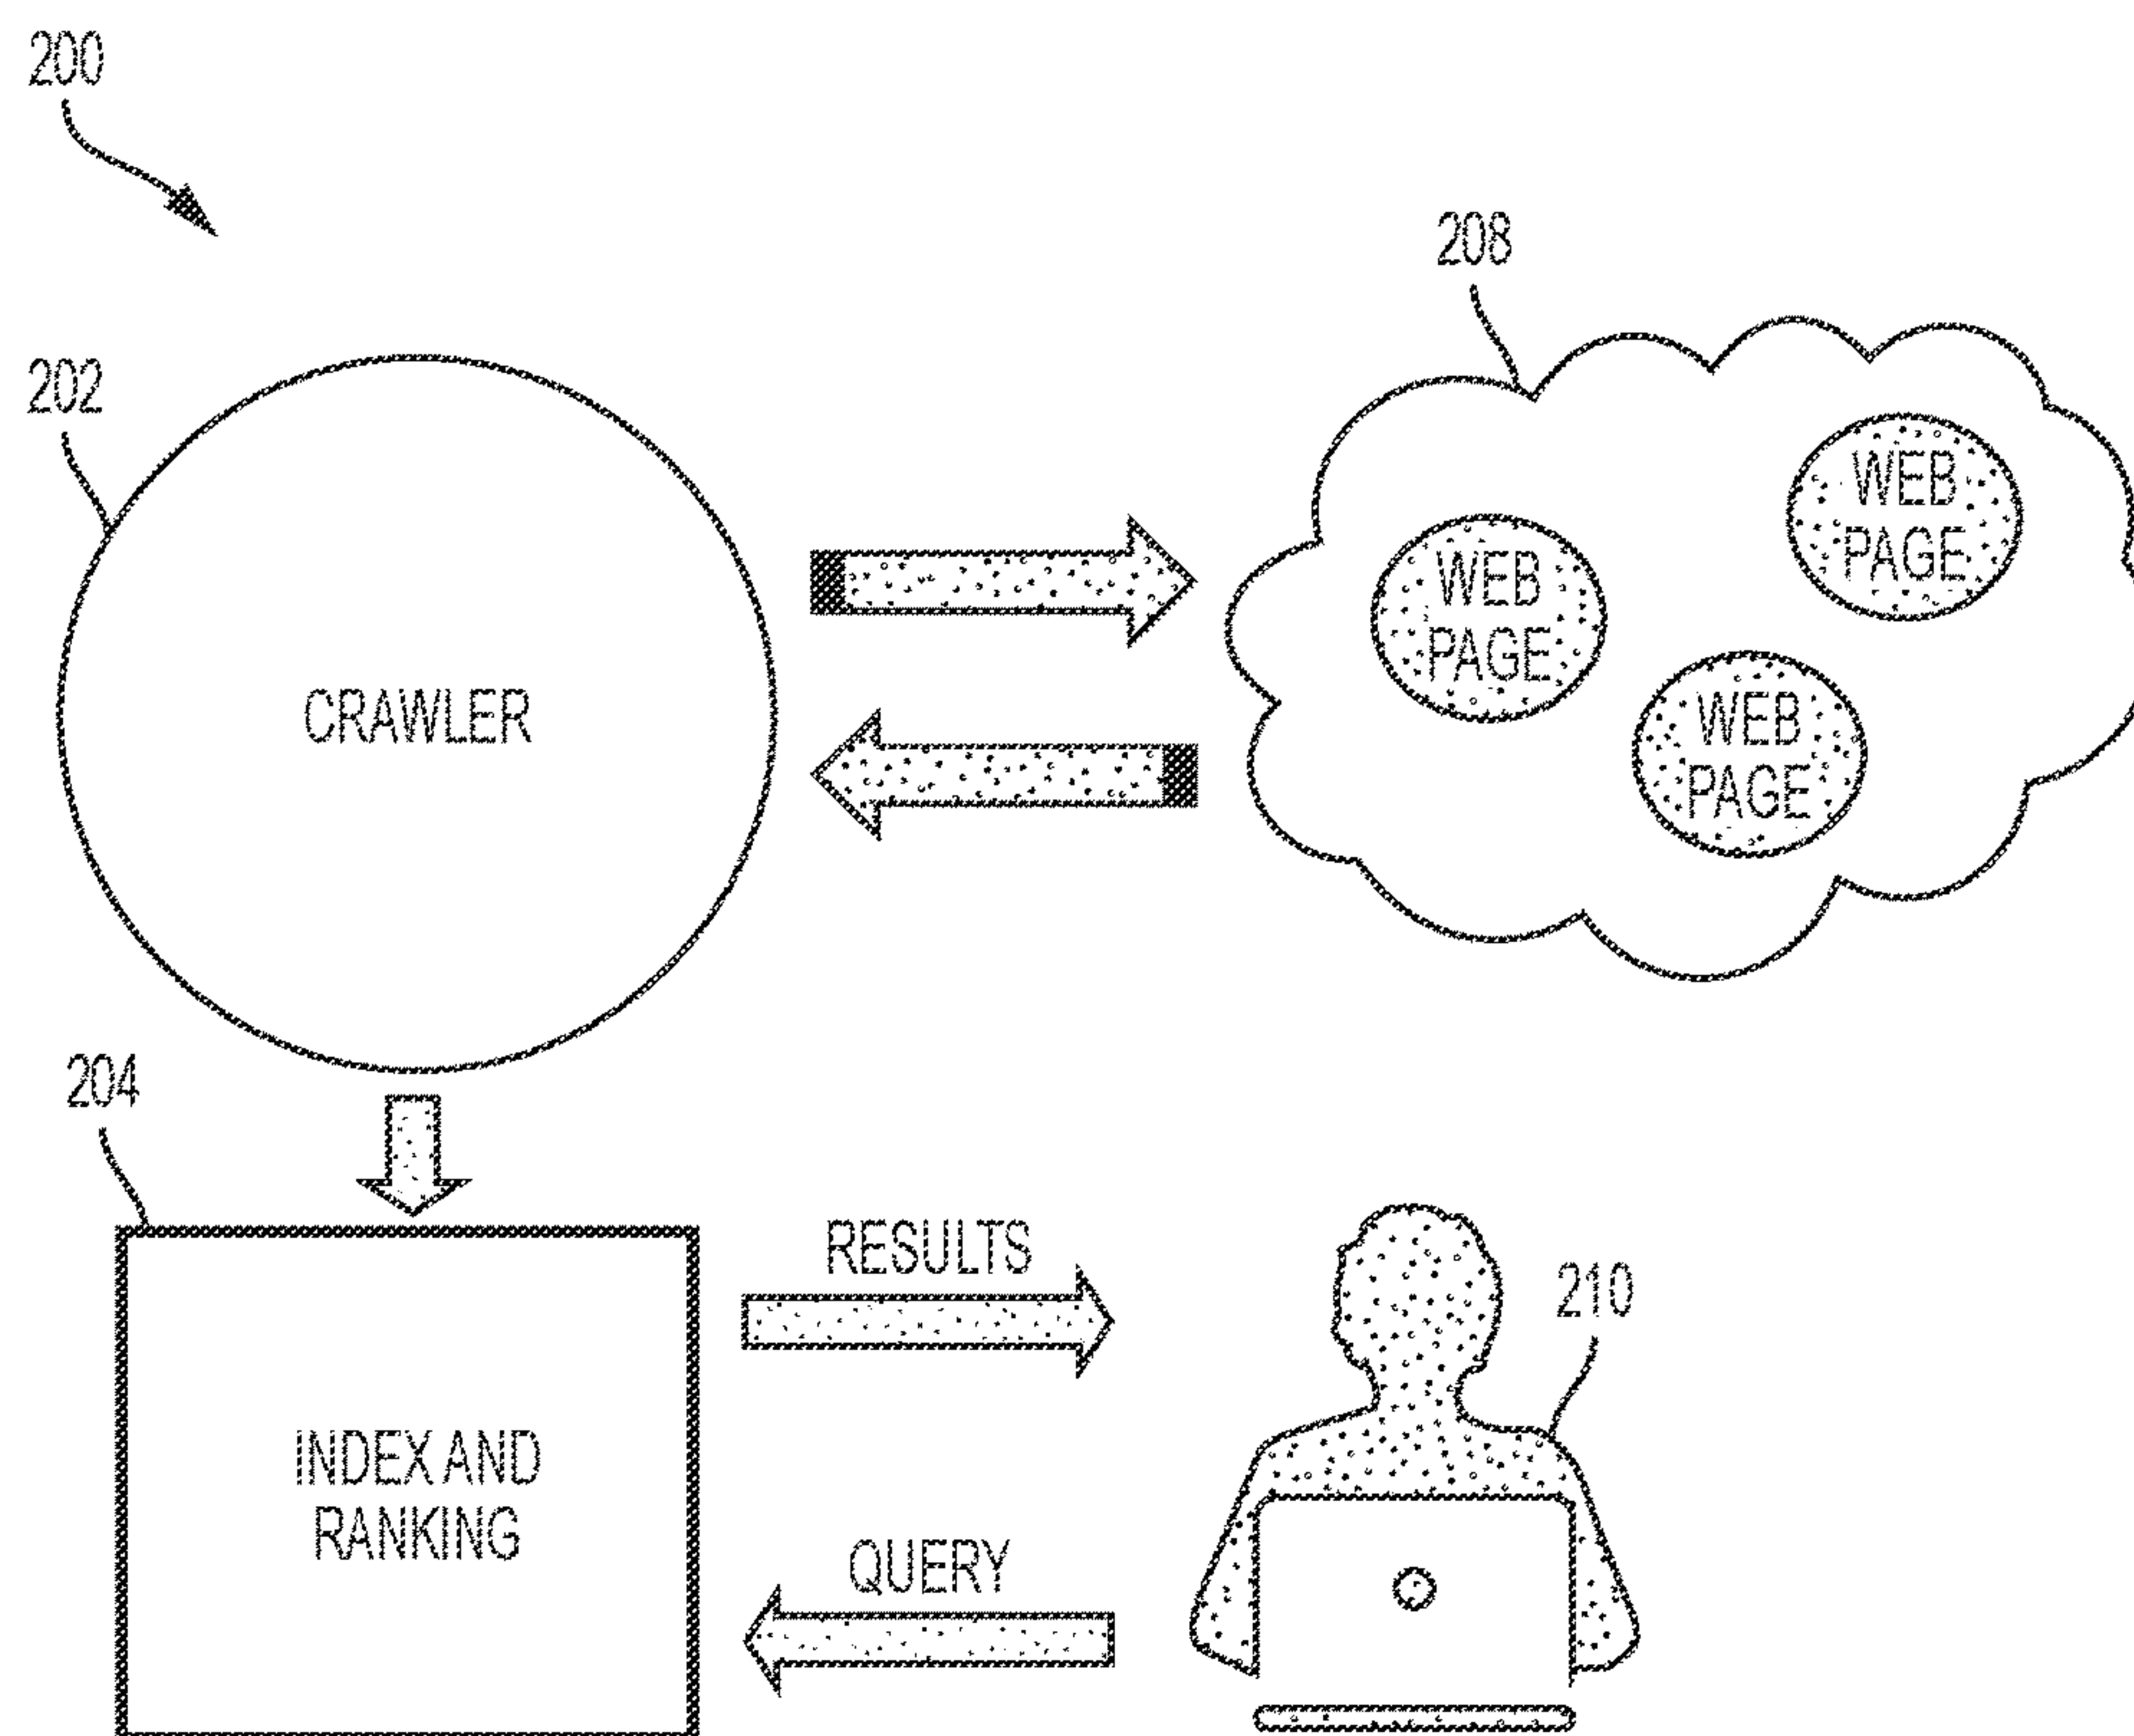 200
208
202
WEB
PAGE
WEB
PAGE
CRAWLER
WEB
PAGE
204
RESULTS
210
INDEX AND
RANKING
QUERY